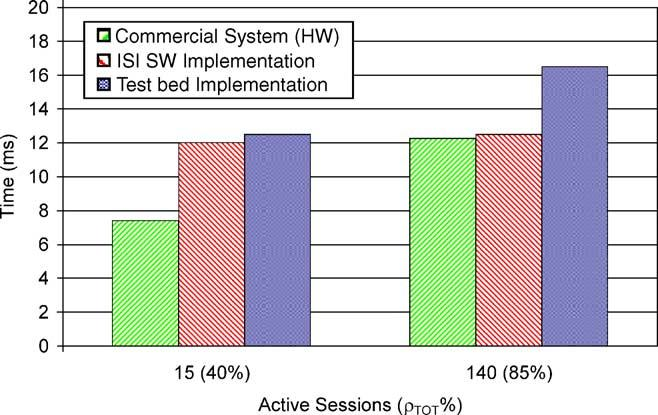 20
18
16
14
12
10
8
6
4
2
0
Time (ms)
Commercial System (HW)
ISI SW Implementation
Test bed Implementation
15 (40%)
140 (85%)
Active Sessions (ρTOT%)